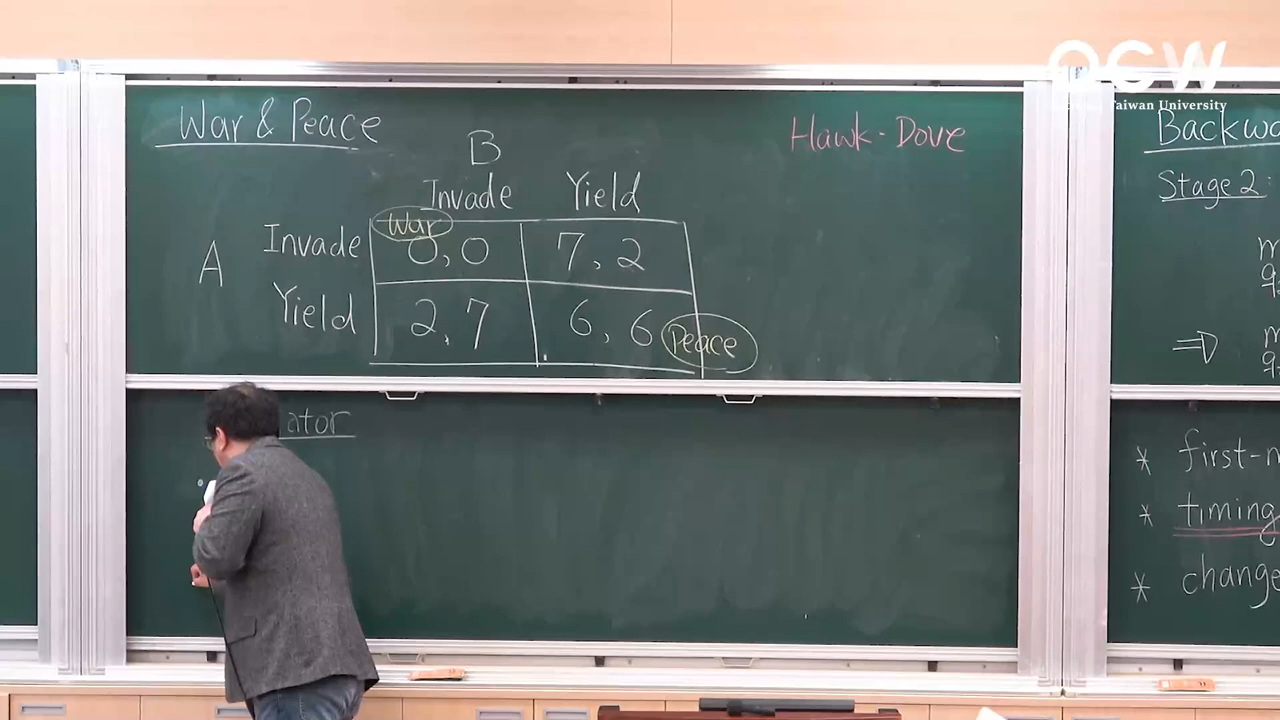 OCW
Taiwan University
War & Peace
Hawk-Dove
B
Invade Yield
A
Invade
War
0, 0
7, 2
Yield
2, 7
6, 6
Peace
ator
Stage 2:
⇒
* first-
* timing
* change